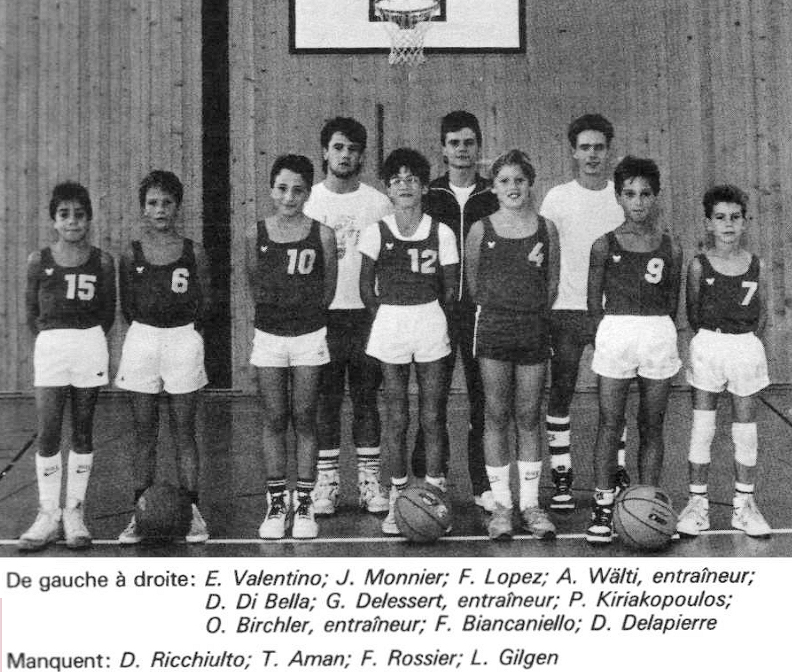 15
6
10
12
4
9
7
De gauche à droite: E. Valentino; J. Monnier; F. Lopez; A. Wälti, entraîneur;
D. Di Bella; G. Delessert, entraîneur; P. Kiriakopoulos;
O. Birchler, entraîneur; F. Biancaniello; D. Delapierre
Manquent: D. Ricchiulto; T. Aman; F. Rossier; L. Gilgen